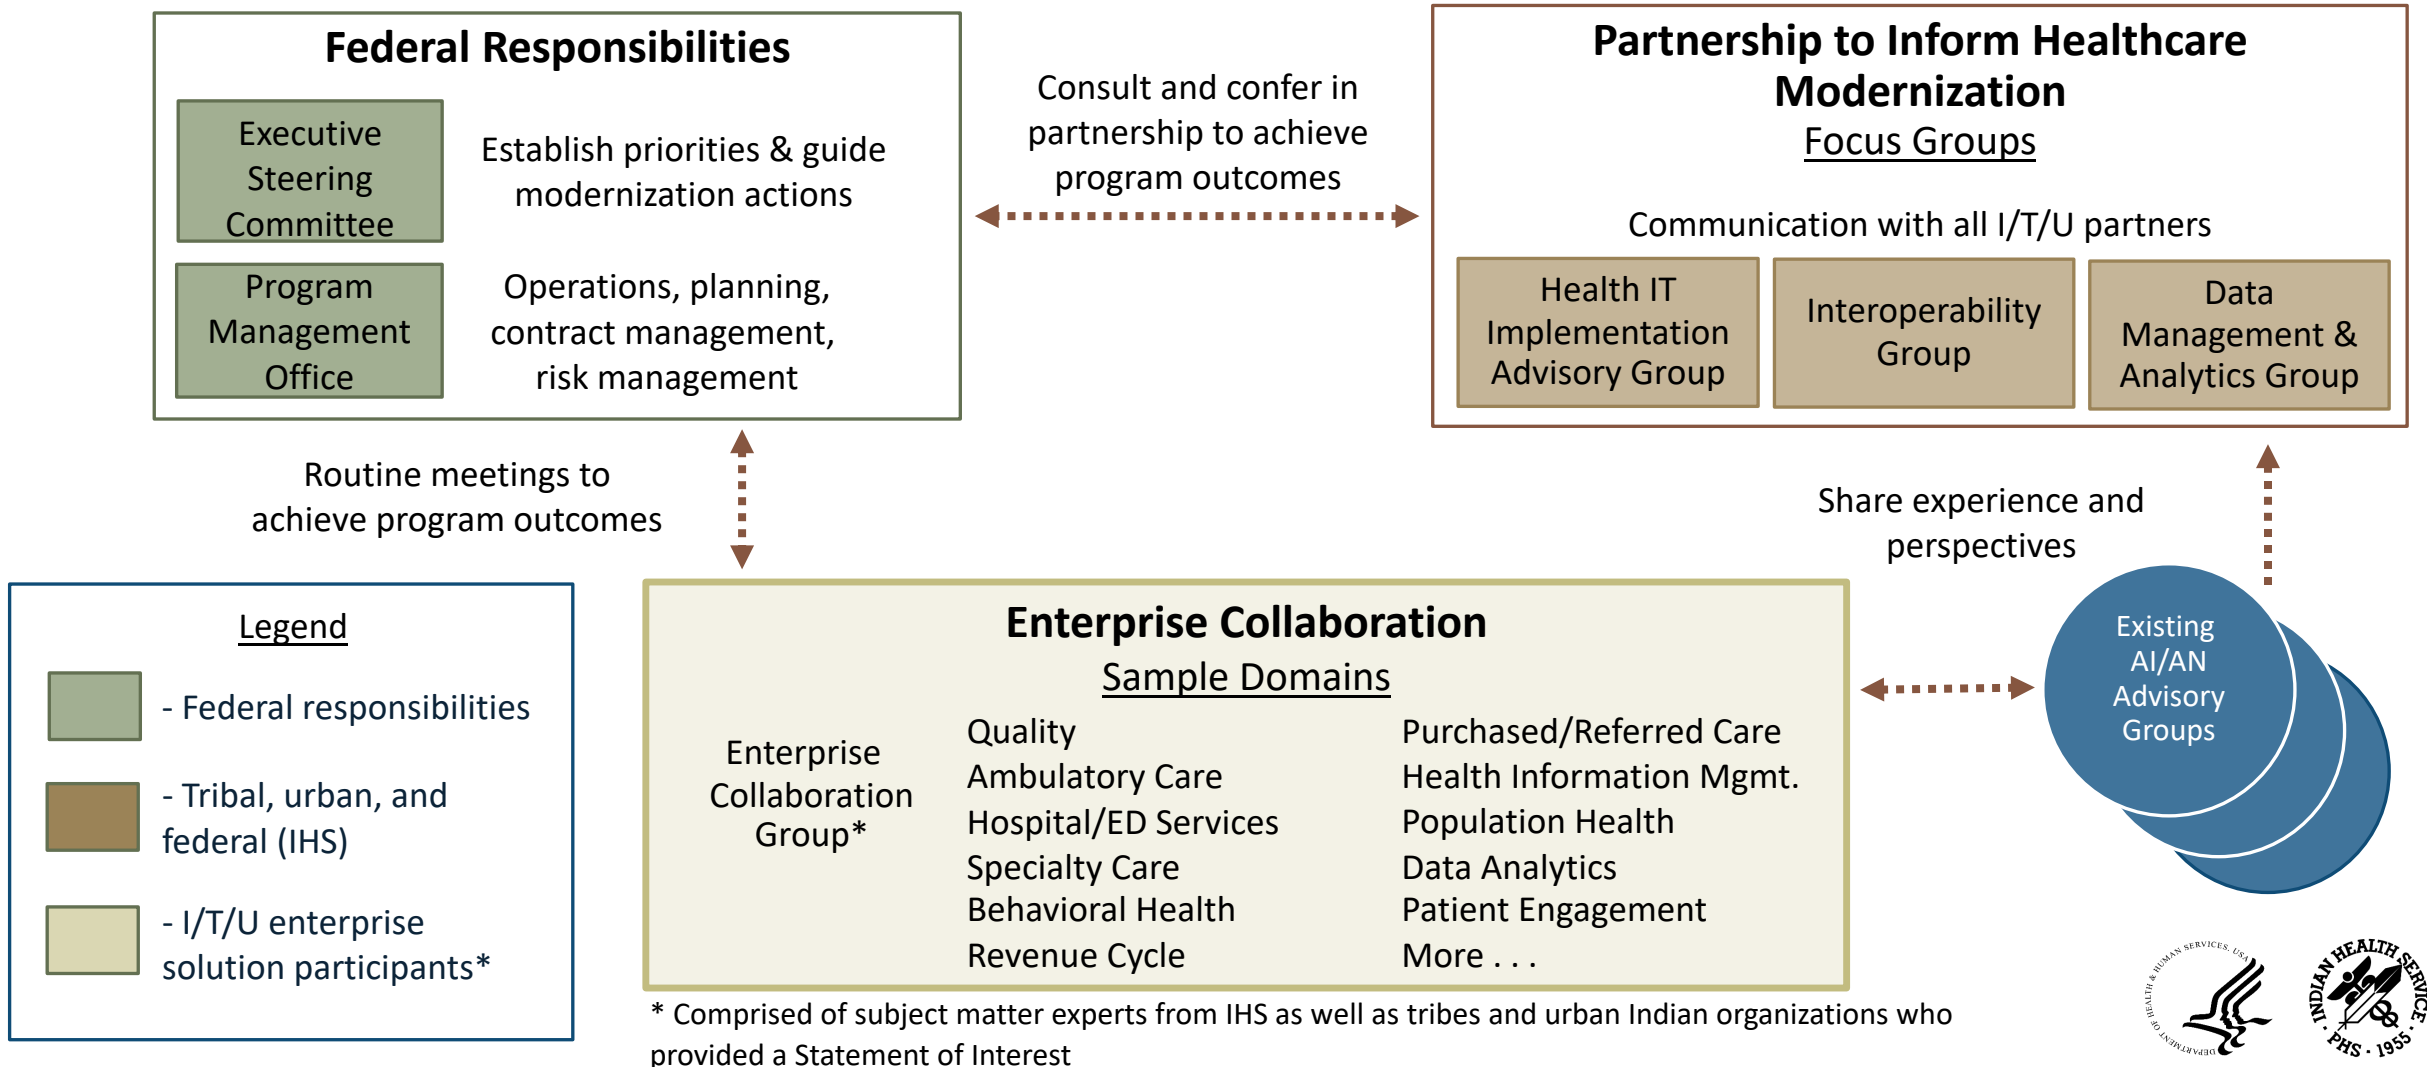 Federal Responsibilities
Executive
Steering
Committee
Establish priorities & guide
modernization actions
Program
Management
Office
Operations, planning,
contract management,
risk management
Consult and confer in
partnership to achieve
program outcomes
Partnership to Inform Healthcare
Modernization
Focus Groups
Communication with all I/T/U partners
Health IT
Implementation
Advisory Group
Interoperability
Group
Data
Management &
Analytics Group
Routine meetings to
achieve program outcomes
Share experience and
perspectives
Legend
- Federal responsibilities
- Tribal, urban, and
federal (IHS)
- I/T/U enterprise
solution participants*
Enterprise Collaboration
Sample Domains
Enterprise
Collaboration
Group*
Quality
Ambulatory Care
Hospital/ED Services
Specialty Care
Behavioral Health
Revenue Cycle
Purchased/Referred Care
Health Information Mgmt.
Population Health
Data Analytics
Patient Engagement
More . . .
Existing
AI/AN
Advisory
Groups
* Comprised of subject matter experts from IHS as well as tribes and urban Indian organizations who
provided a Statement of Interest
DEPARTMENT OF HEALTH & HUMAN SERVICES. USA
INDIAN HEALTH SERVICE
PHS · 1955